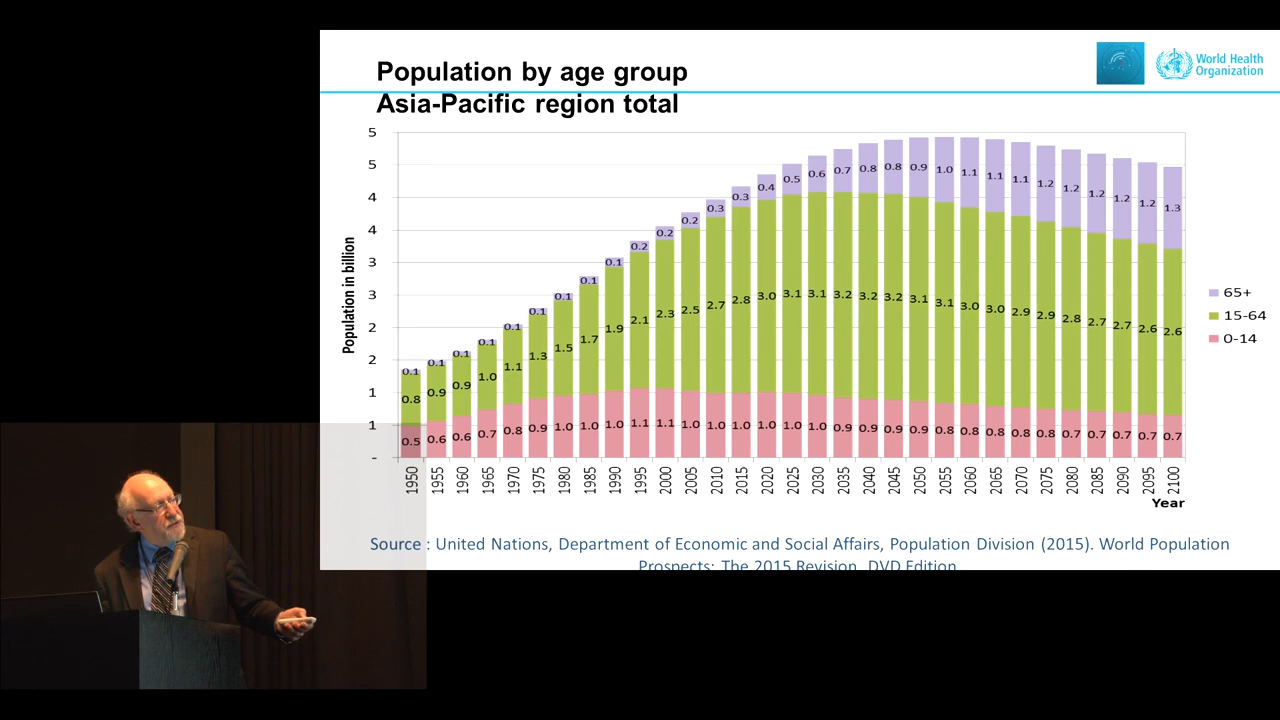 Population by age group
Asia-Pacific region total
World Health
Organization
Population in billion
5
5
4
4
3
3
2
2
1
1
-
0.1 0.1 0.1 0.1 0.1 0.1 0.1 0.1 0.1 0.2 0.2 0.2 0.3 0.3 0.4 0.5 0.6 0.7 0.8 0.8 0.9 1.0 1.1 1.1 1.1 1.2 1.2 1.2 1.2 1.2 1.3
0.8 0.9 0.9 1.0 1.1 1.3 1.5 1.7 1.9 2.1 2.3 2.5 2.7 2.8 3.0 3.1 3.1 3.2 3.2 3.2 3.1 3.1 3.0 3.0 2.9 2.9 2.8 2.7 2.7 2.6 2.6
0.5 0.6 0.6 0.7 0.8 0.9 1.0 1.0 1.0 1.1 1.1 1.0 1.0 1.0 1.0 1.0 1.0 0.9 0.9 0.9 0.9 0.8 0.8 0.8 0.8 0.8 0.7 0.7 0.7 0.7 0.7
1950 1955 1960 1965 1970 1975 1980 1985 1990 1995 2000 2005 2010 2015 2020 2025 2030 2035 2040 2045 2050 2055 2060 2065 2070 2075 2080 2085 2090 2095 2100
Year
65+
15-64
0-14
Source : United Nations, Department of Economic and Social Affairs, Population Division (2015). World Population
Prospects: The 2015 Revision, DVD Edition